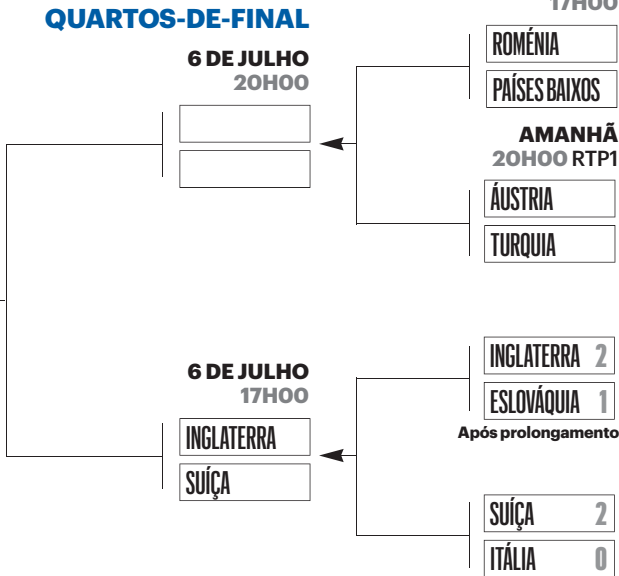 QUARTOS-DE-FINAL
6 DE JULHO
20H00
17H00
ROMÉNIA
PAÍSES BAIXOS
AMANHÃ
20H00 RTP1
ÁUSTRIA
TURQUIA
6 DE JULHO
17H00
INGLATERRA
SUÍÇA
INGLATERRA 2
ESLOVÁQUIA 1
Após prolongamento
SUÍÇA 2
ITÁLIA 0